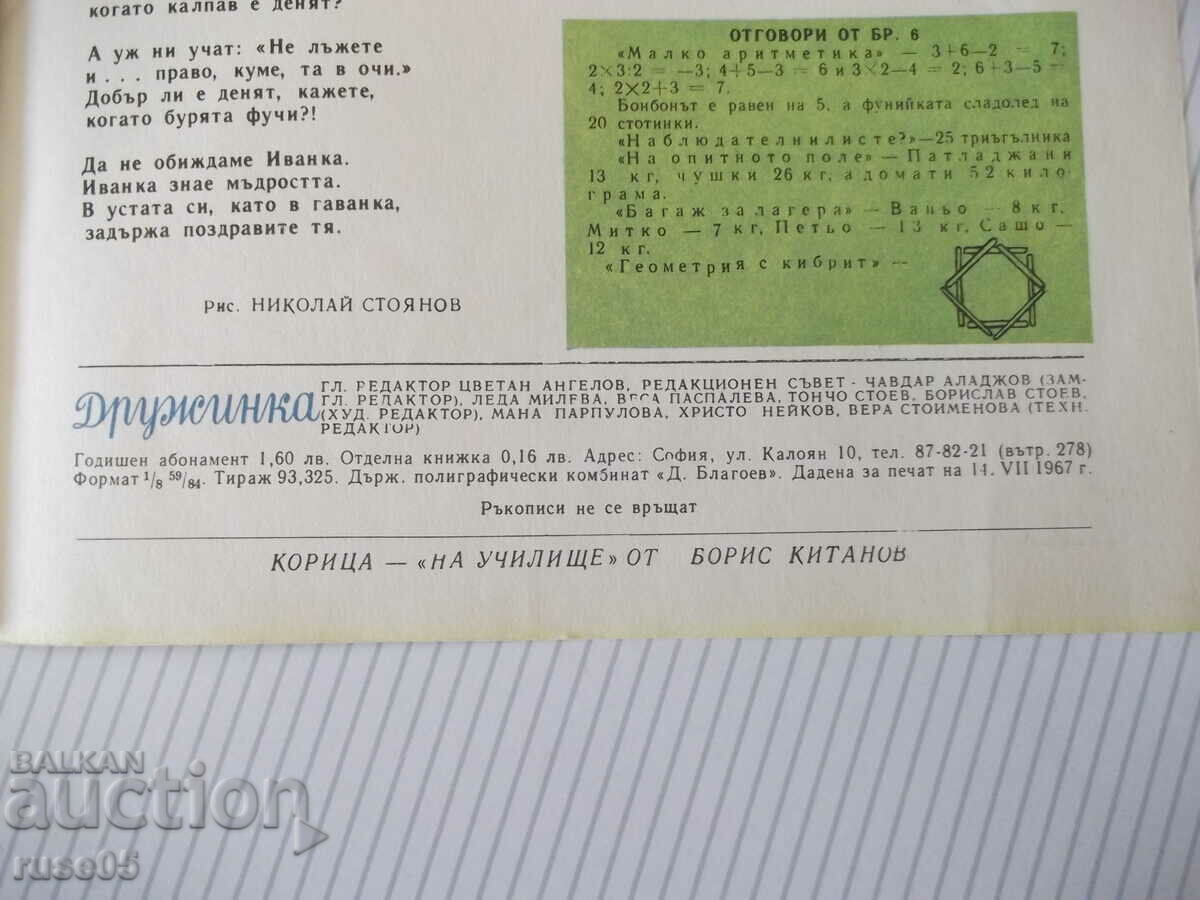 когато калпав е денят?
А уж ни учат: «Не лъжете
и... право, куме, та в очи.»
Добър ли е денят, кажете,
когато бурята фучи?!
Да не обиждаме Иванка.
Иванка знае мъдростта.
В устата си, като в гаванка,
задържа поздравите тя.
Рис. НИКОЛАЙ СТОЯНОВ
ОТГОВОРИ ОТ БР. 6
«Малко аритметика» — 3+6—2 = 7;
2×3:2 = —3; 4+5—3 = 6 и 3×2—4 = 2; 6+3—5 =
4; 2×2+3 = 7.
Бонбонът е равен на 5, а фунийката сладолед на
20 стотинки.
«Наблюдателни ли сте?»—25 триъгълника
«На опитното поле» — Патладжани
13 кг, чушки 26 кг, а домати 52 кило-
грама.
«Багаж за лагера» — Ваньо — 8 кг.
Митко — 7 кг, Петьо — 13 кг, Сашо —
12 кг.
«Геометрия с кибрит» —
Дружинка
ГЛ. РЕДАКТОР ЦВЕТАН АНГЕЛОВ, РЕДАКЦИОНЕН СЪВЕТ - ЧАВДАР АЛАДЖОВ (ЗАМ-
ГЛ. РЕДАКТОР), ЛЕДА МИЛЕВА, ВЕСА ПАСПАЛЕВА, ТОНЧО СТОЕВ, БОРИСЛАВ СТОЕВ,
(ХУД. РЕДАКТОР), МАНА ПАРПУЛОВА, ХРИСТО НЕЙКОВ, ВЕРА СТОИМЕНОВА (ТЕХН.
РЕДАКТОР)
Годишен абонамент 1,60 лв. Отделна книжка 0,16 лв. Адрес: София, ул. Калоян 10, тел. 87-82-21 (вътр. 278)
Формат 1/8 59/84. Тираж 93,325. Държ. полиграфически комбинат «Д. Благоев». Дадена за печат на 14. VII 1967 г.
Ръкописи не се връщат
КОРИЦА — «НА УЧИЛИЩЕ» ОТ БОРИС КИТАНОВ
BALKAN
auction
ruse05